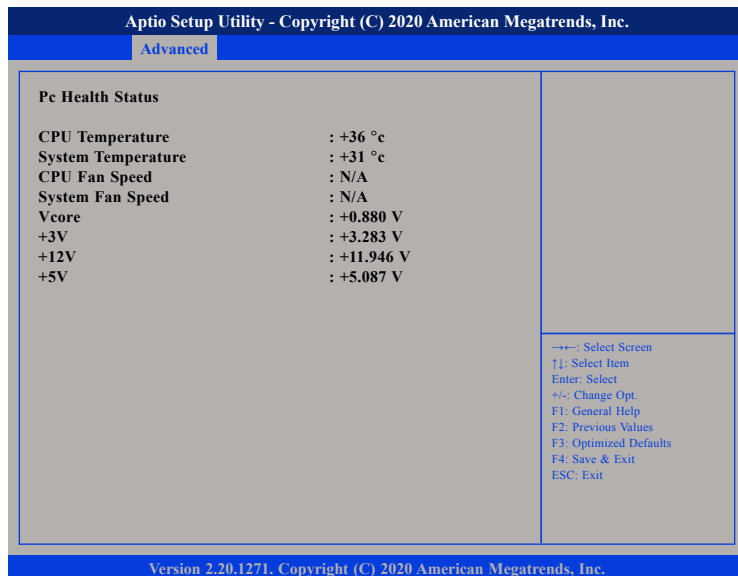 Aptio Setup Utility - Copyright (C) 2020 American Megatrends, Inc.
Advanced
Pc Health Status
CPU Temperature : +36 °c
System Temperature : +31 °c
CPU Fan Speed : N/A
System Fan Speed : N/A
Vcore : +0.880 V
+3V : +3.283 V
+12V : +11.946 V
+5V : +5.087 V
→←: Select Screen
↑↓: Select Item
Enter: Select
+/-: Change Opt.
F1: General Help
F2: Previous Values
F3: Optimized Defaults
F4: Save & Exit
ESC: Exit
Version 2.20.1271. Copyright (C) 2020 American Megatrends, Inc.